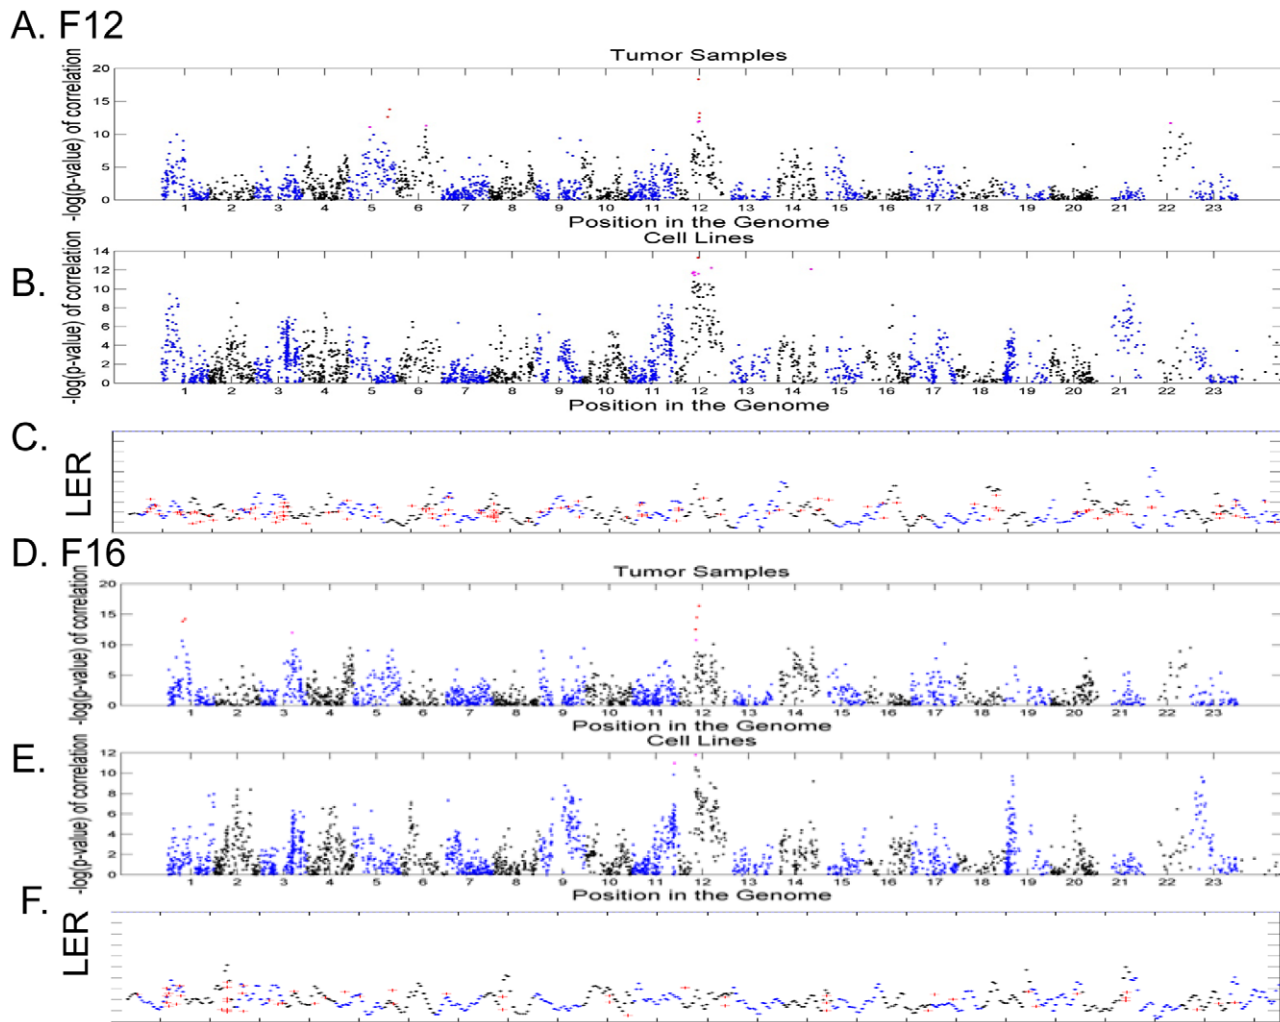 A. F12
Tumor Samples
-log(p-value) of correlation
20
15
10
5
0
1 2 3 4 5 6 7 8 9 10 11 12 13 14 15 16 17 18 19 20 21 22 23
Position in the Genome
B.
Cell Lines
-log(p-value) of correlation
14
12
10
8
6
4
2
0
1 2 3 4 5 6 7 8 9 10 11 12 13 14 15 16 17 18 19 20 21 22 23
Position in the Genome
C.
LER
D. F16
Tumor Samples
-log(p-value) of correlation
20
15
10
5
0
1 2 3 4 5 6 7 8 9 10 11 12 13 14 15 16 17 18 19 20 21 22 23
Position in the Genome
E.
Cell Lines
-log(p-value) of correlation
12
10
8
6
4
2
0
1 2 3 4 5 6 7 8 9 10 11 12 13 14 15 16 17 18 19 20 21 22 23
Position in the Genome
F.
LER